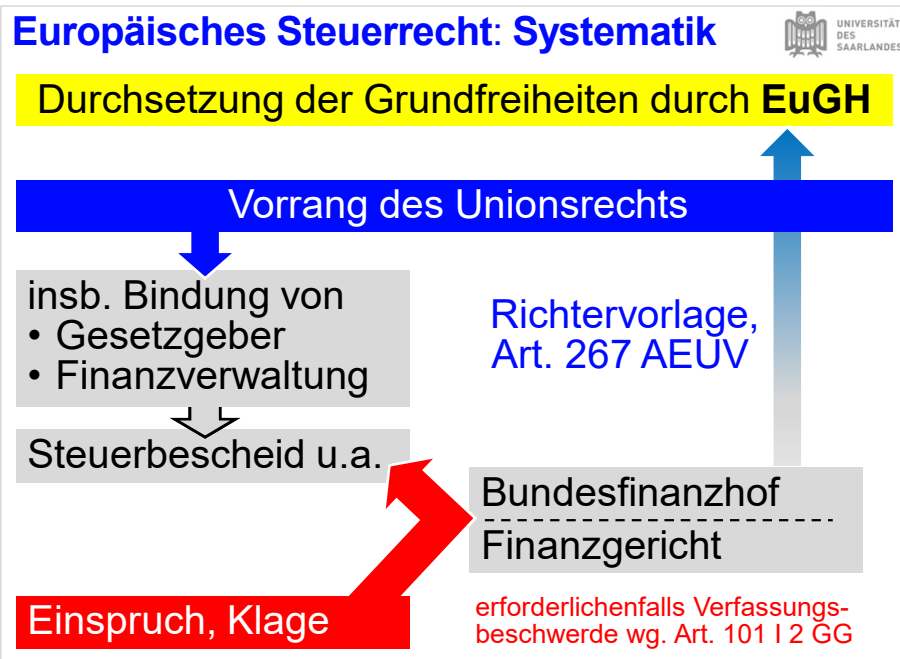 Europäisches Steuerrecht: Systematik
UNIVERSITÄT
DES
SAARLANDES
Durchsetzung der Grundfreiheiten durch EuGH
Vorrang des Unionsrechts
insb. Bindung von
• Gesetzgeber
• Finanzverwaltung
Richtervorlage,
Art. 267 AEUV
Steuerbescheid u.a.
Bundesfinanzhof
Finanzgericht
Einspruch, Klage
erforderlichenfalls Verfassungs-
beschwerde wg. Art. 101 I 2 GG